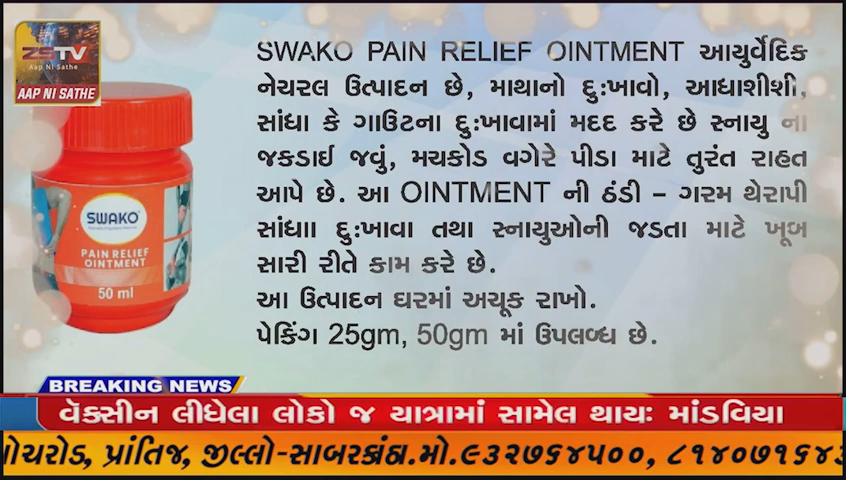 ZSTV
Aap Ni Sathe
AAP NI SATHE
SWAKO PAIN RELIEF OINTMENT આયુર્વેદિક
નેચરલ ઉત્પાદન છે, માથાનો દુઃખાવો, આધાશીશી,
સાંધા કે ગાઉટના દુઃખાવામાં મદદ કરે છે સ્નાયુ ના
જકડાઈ જવું, મચકોડ વગેરે પીડા માટે તુરંત રાહત
આપે છે. આ OINTMENT ની ઠંડી – ગરમ થેરાપી
સાંધાા દુઃખાવા તથા સ્નાયુઓની જડતા માટે ખૂબ
સારી રીતે કામ કરે છે.
આ ઉત્પાદન ઘરમાં અચૂક રાખો.
પેકિંગ 25gm, 50gm માં ઉપલબ્ધ છે.
SWAKO
PAIN RELIEF
OINTMENT
50 ml
BREAKING NEWS
વૅક્સીન લીધેલા લોકો જ યાત્રામાં સામેલ થાયઃ માંડવિયા
પ્રાંતિજ, જીલ્લો-સાબરકાંઠા.મો.૯૩૨૭૬૪૫૦૦,